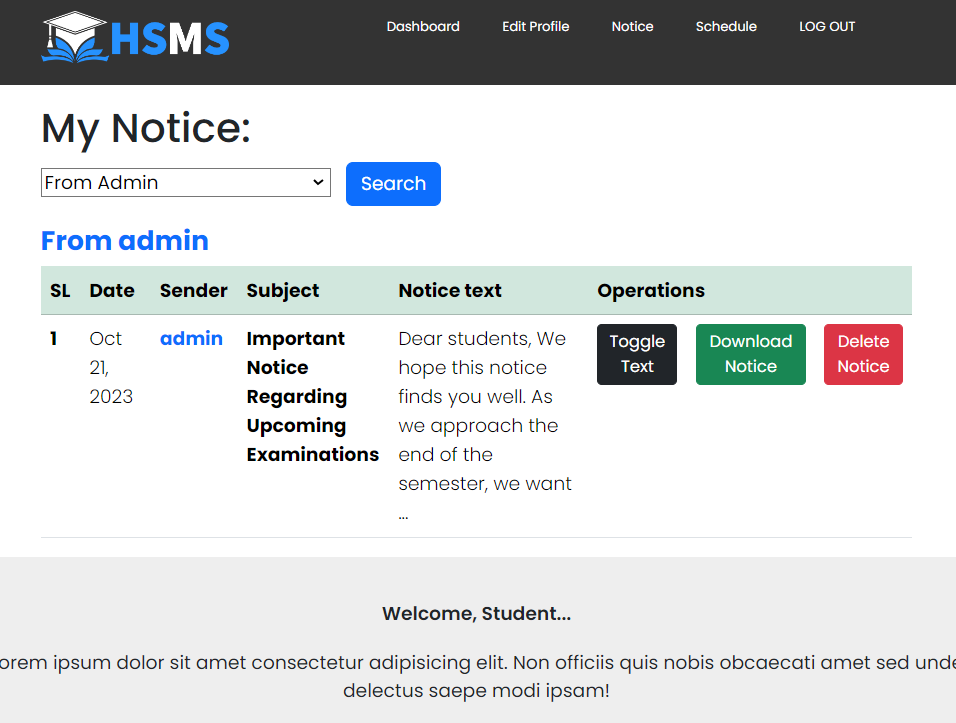 HSMS
Dashboard Edit Profile Notice Schedule LOG OUT
My Notice:
From Admin
Search
From admin
SL Date Sender Subject Notice text Operations
1
Oct
21,
2023
admin
Important
Notice
Regarding
Upcoming
Examinations
Dear students, We
hope this notice
finds you well. As
we approach the
end of the
semester, we want
...
Toggle
Text
Download
Notice
Delete
Notice
Welcome, Student...
orem ipsum dolor sit amet consectetur adipisicing elit. Non officiis quis nobis obcaecati amet sed unde
delectus saepe modi ipsam!